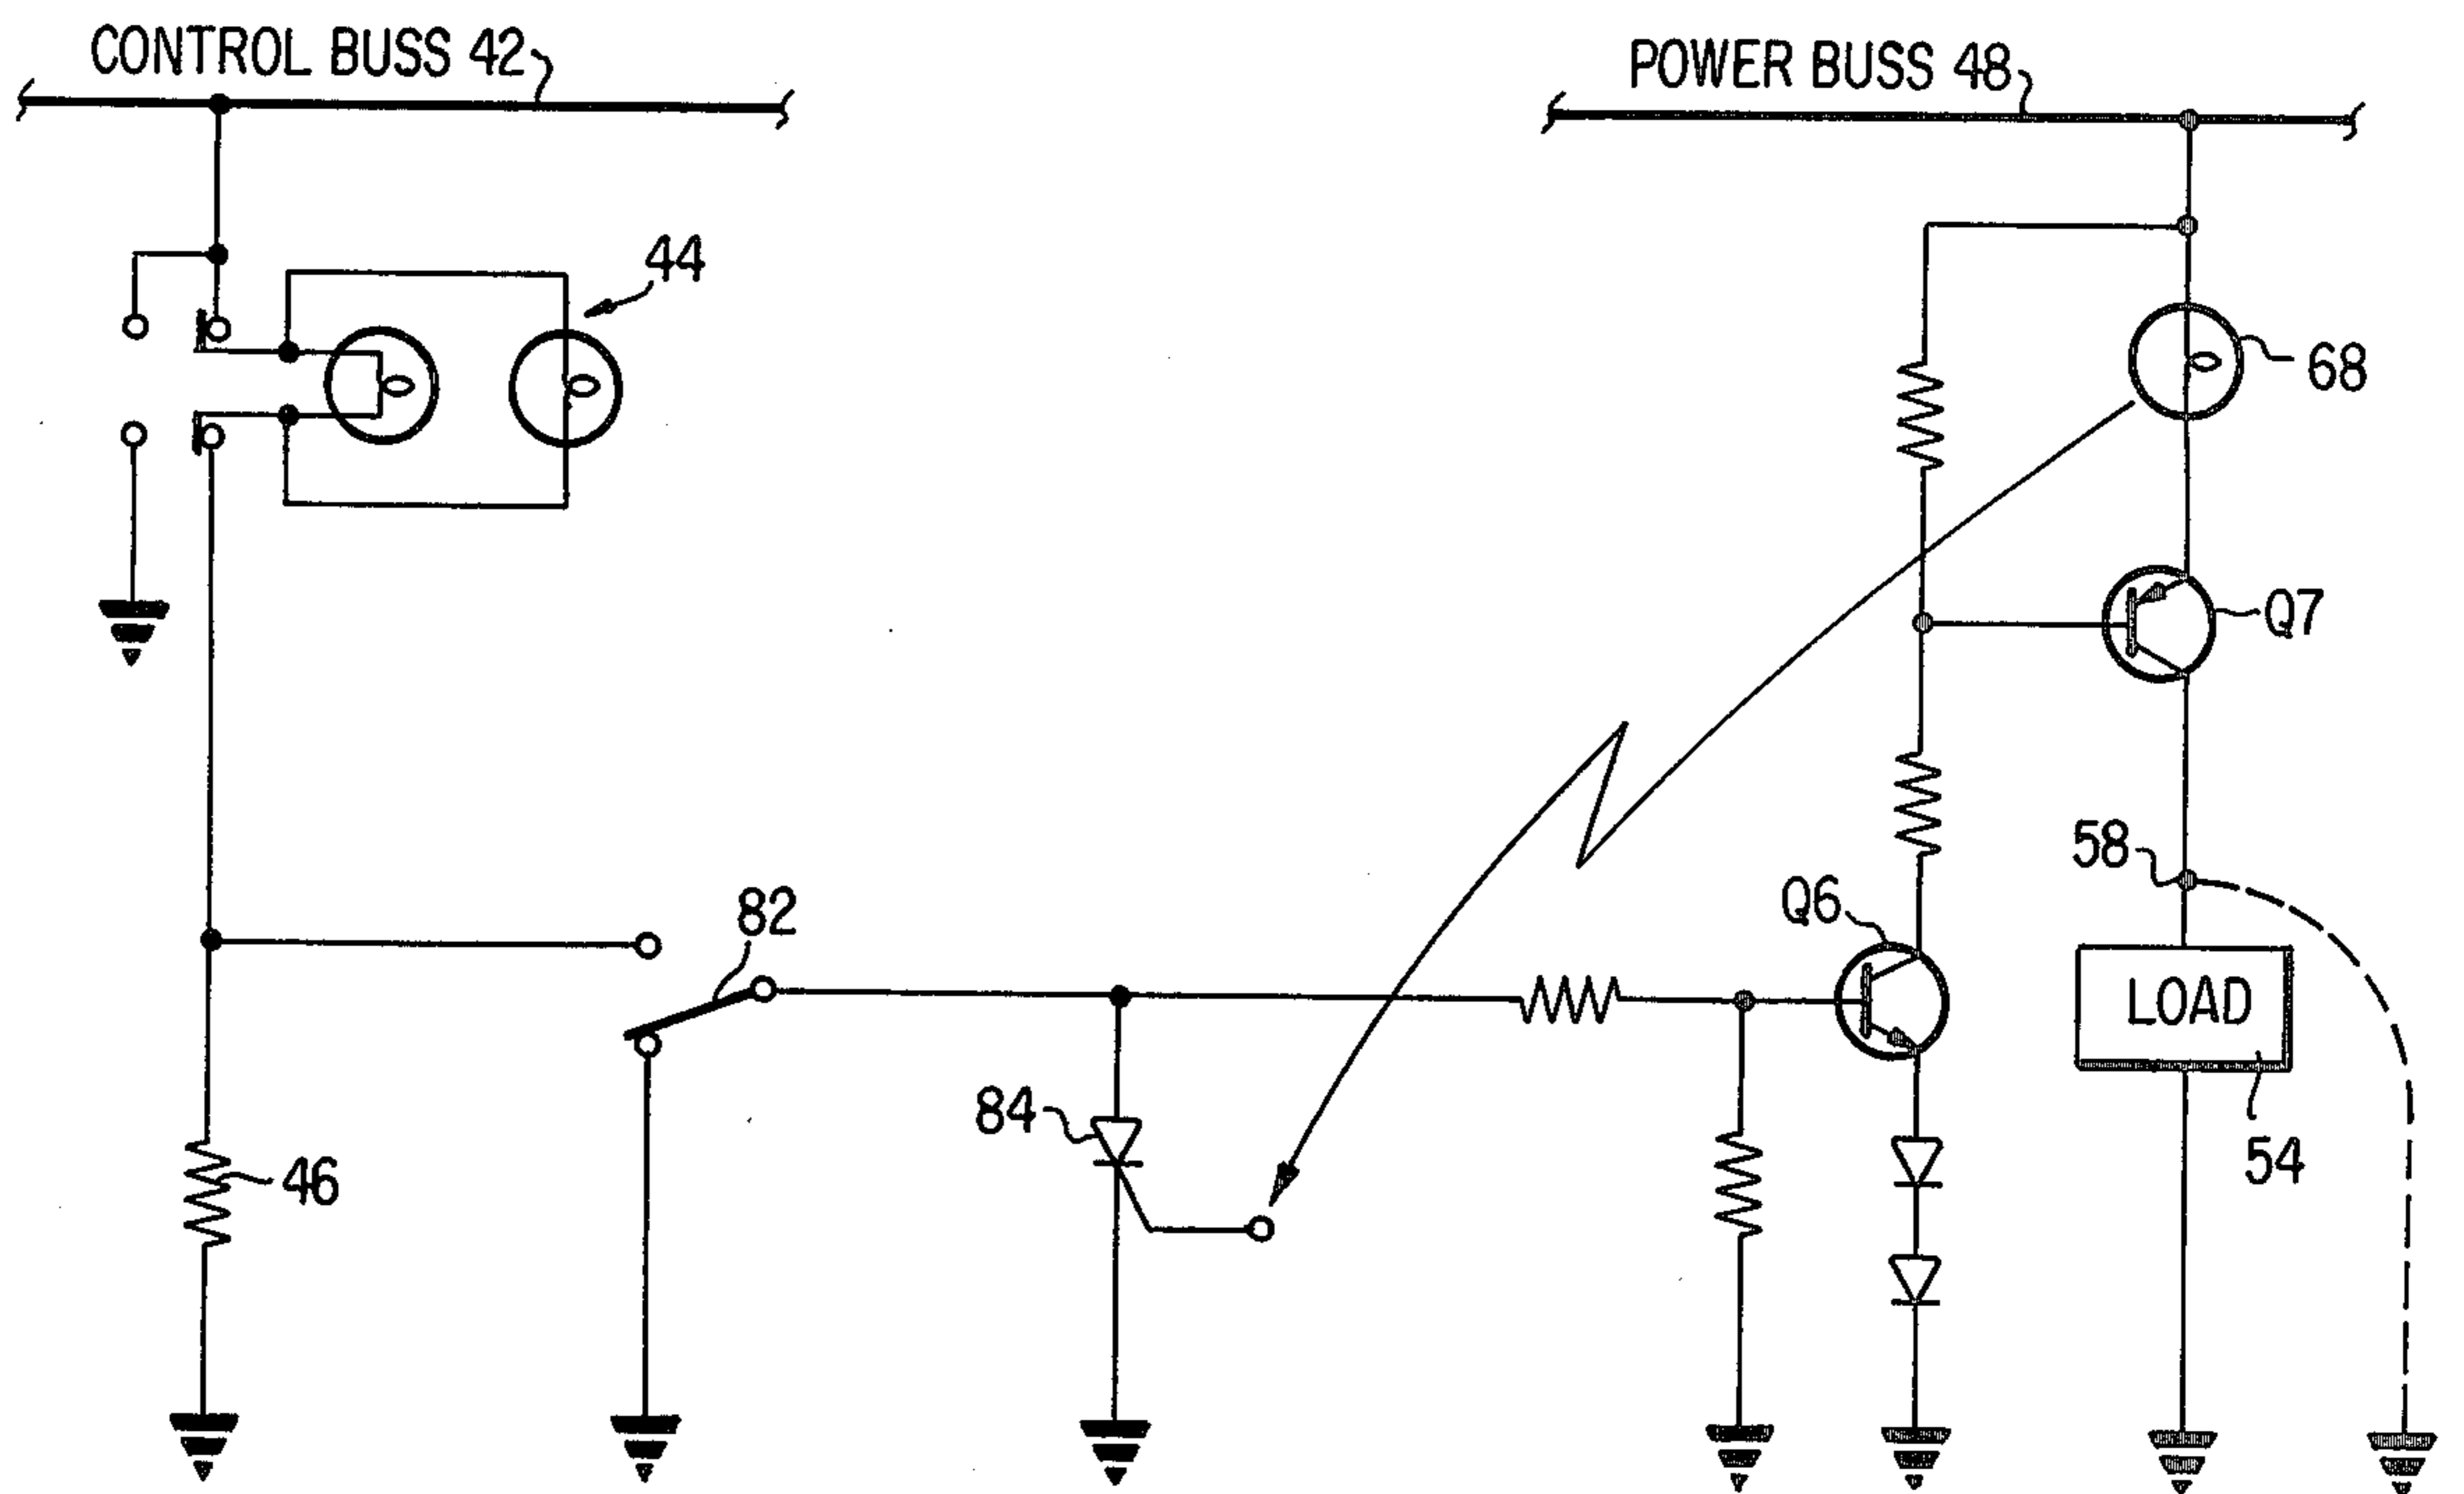 CONTROL BUSS 42
POWER BUSS 48
44
68
Q7
58
82
Q6
LOAD
84
54
46